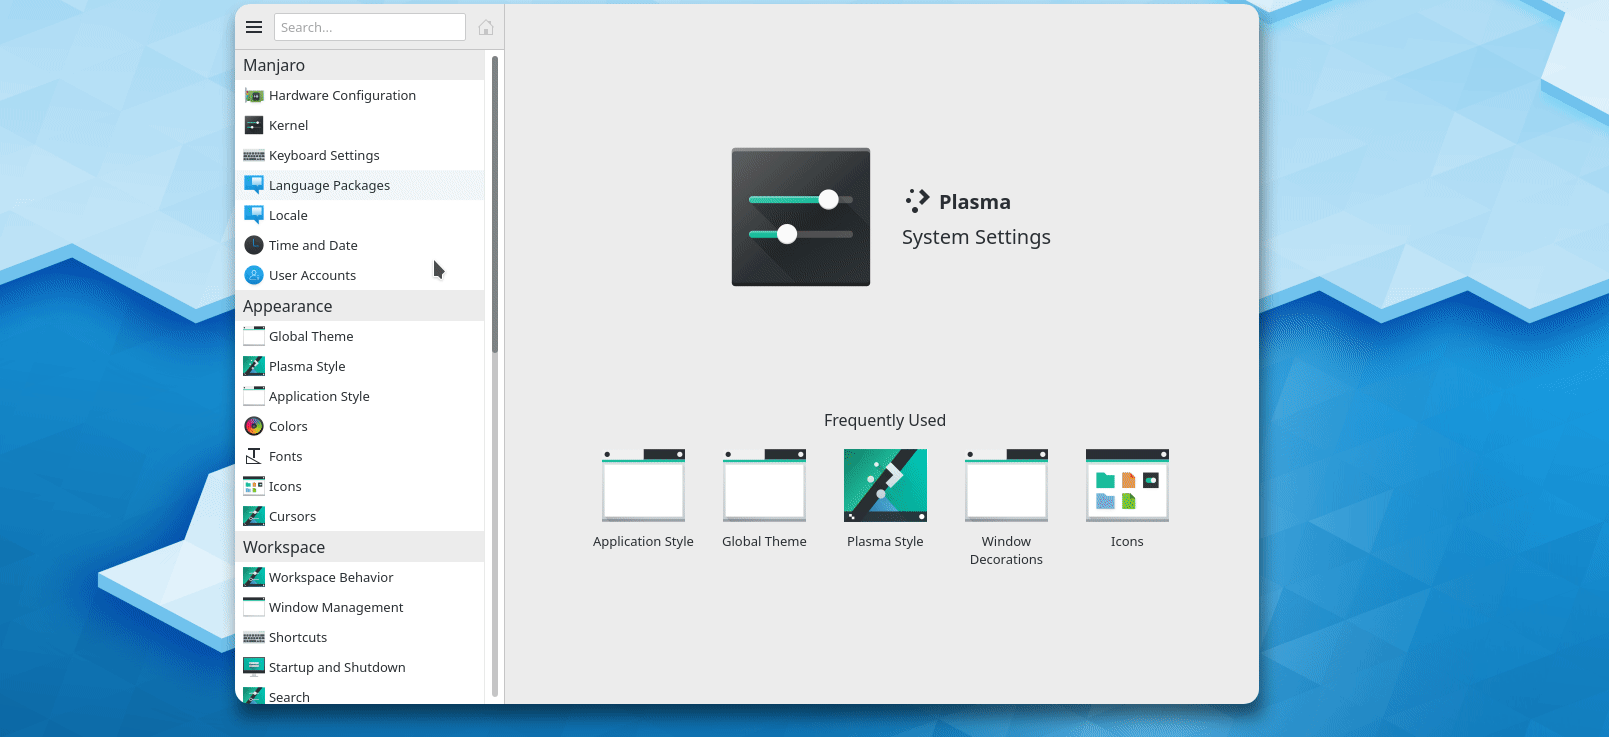 Search...
Manjaro
Hardware Configuration
Kernel
Keyboard Settings
Language Packages
Locale
Time and Date
User Accounts
Appearance
Global Theme
Plasma Style
Application Style
Colors
Fonts
Icons
Cursors
Workspace
Workspace Behavior
Window Management
Shortcuts
Startup and Shutdown
Search
Plasma
System Settings
Frequently Used
Application Style
Global Theme
Plasma Style
Window
Decorations
Icons